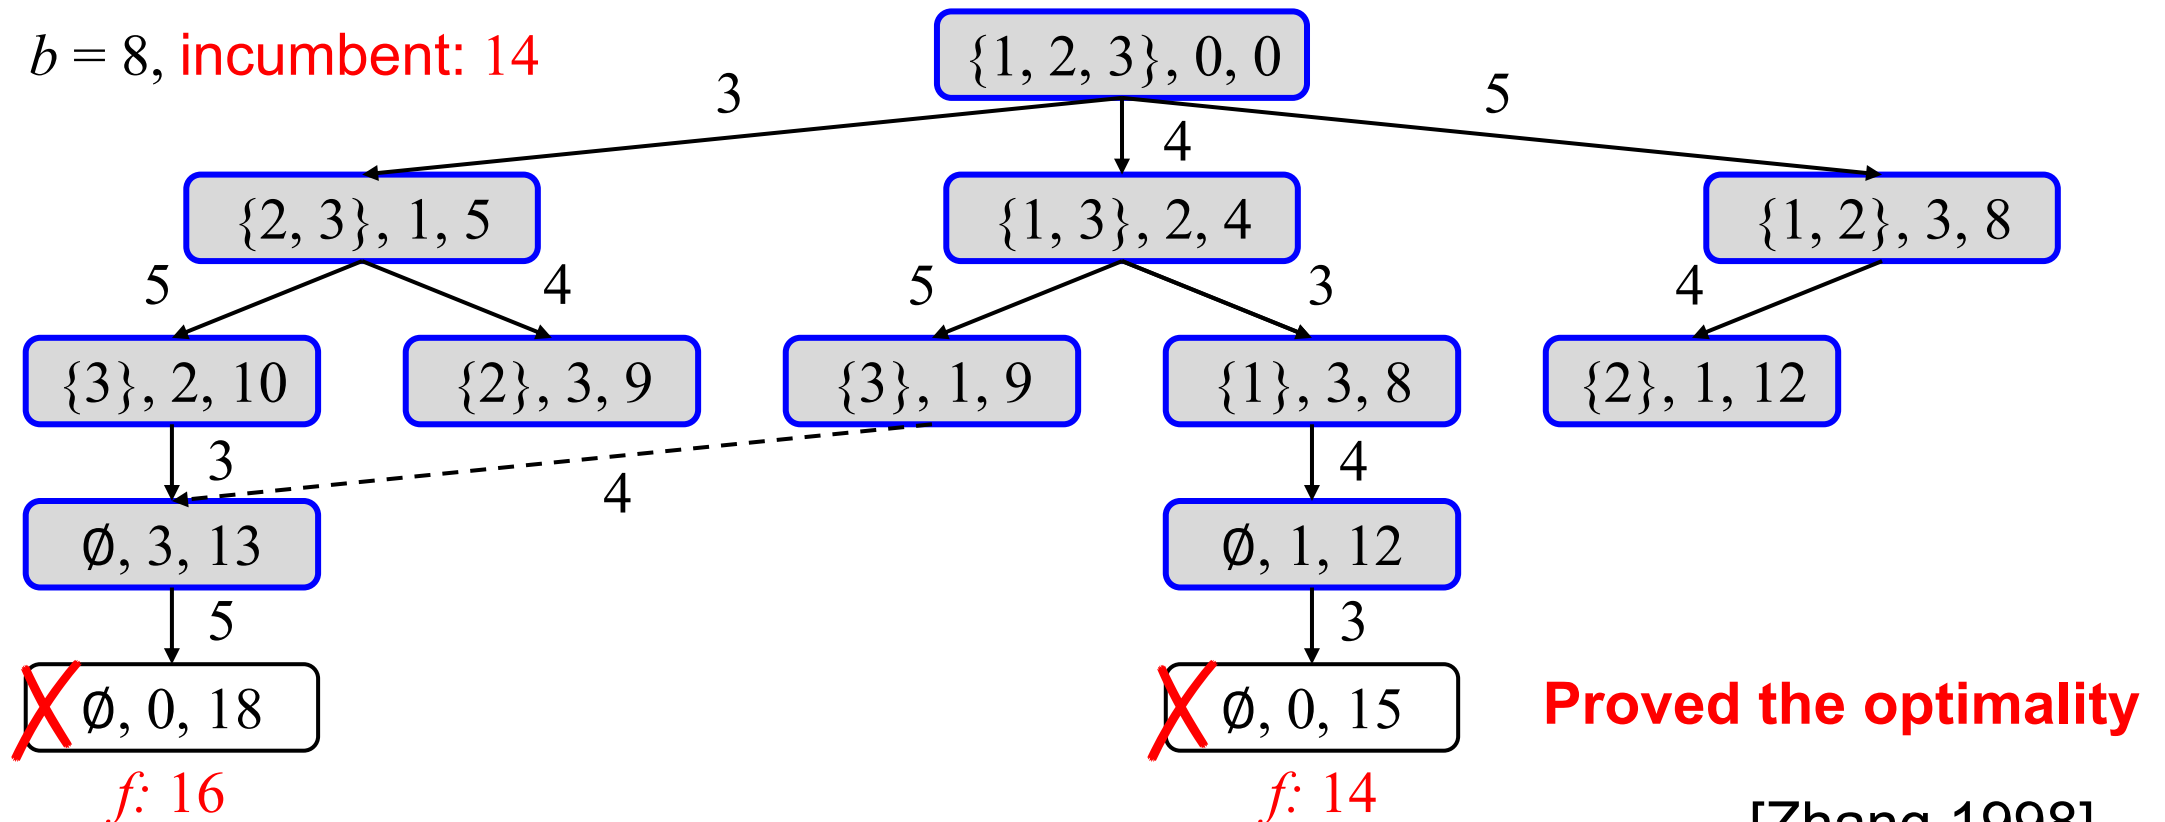 b = 8, incumbent: 14
{1, 2, 3}, 0, 0
3
4
5
{2, 3}, 1, 5
{1, 3}, 2, 4
{1, 2}, 3, 8
5
4
5
3
4
{3}, 2, 10
{2}, 3, 9
{3}, 1, 9
{1}, 3, 8
{2}, 1, 12
3
4
4
∅, 3, 13
∅, 1, 12
5
3
∅, 0, 18
∅, 0, 15
Proved the optimality
f: 16
f: 14
[Zhang 1998]